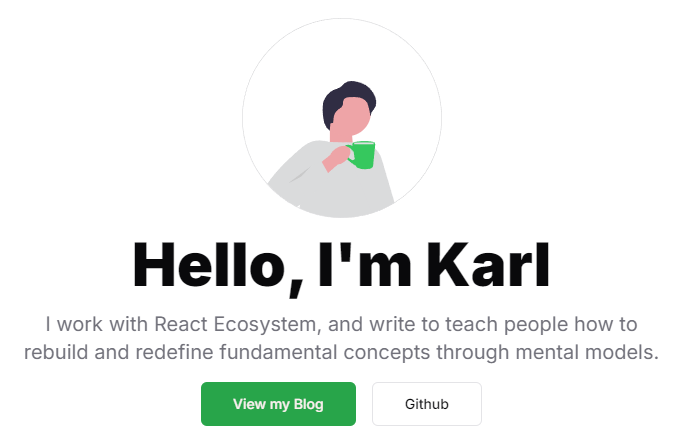 Hello, I'm Karl
I work with React Ecosystem, and write to teach people how to
rebuild and redefine fundamental concepts through mental models.
View my Blog
Github